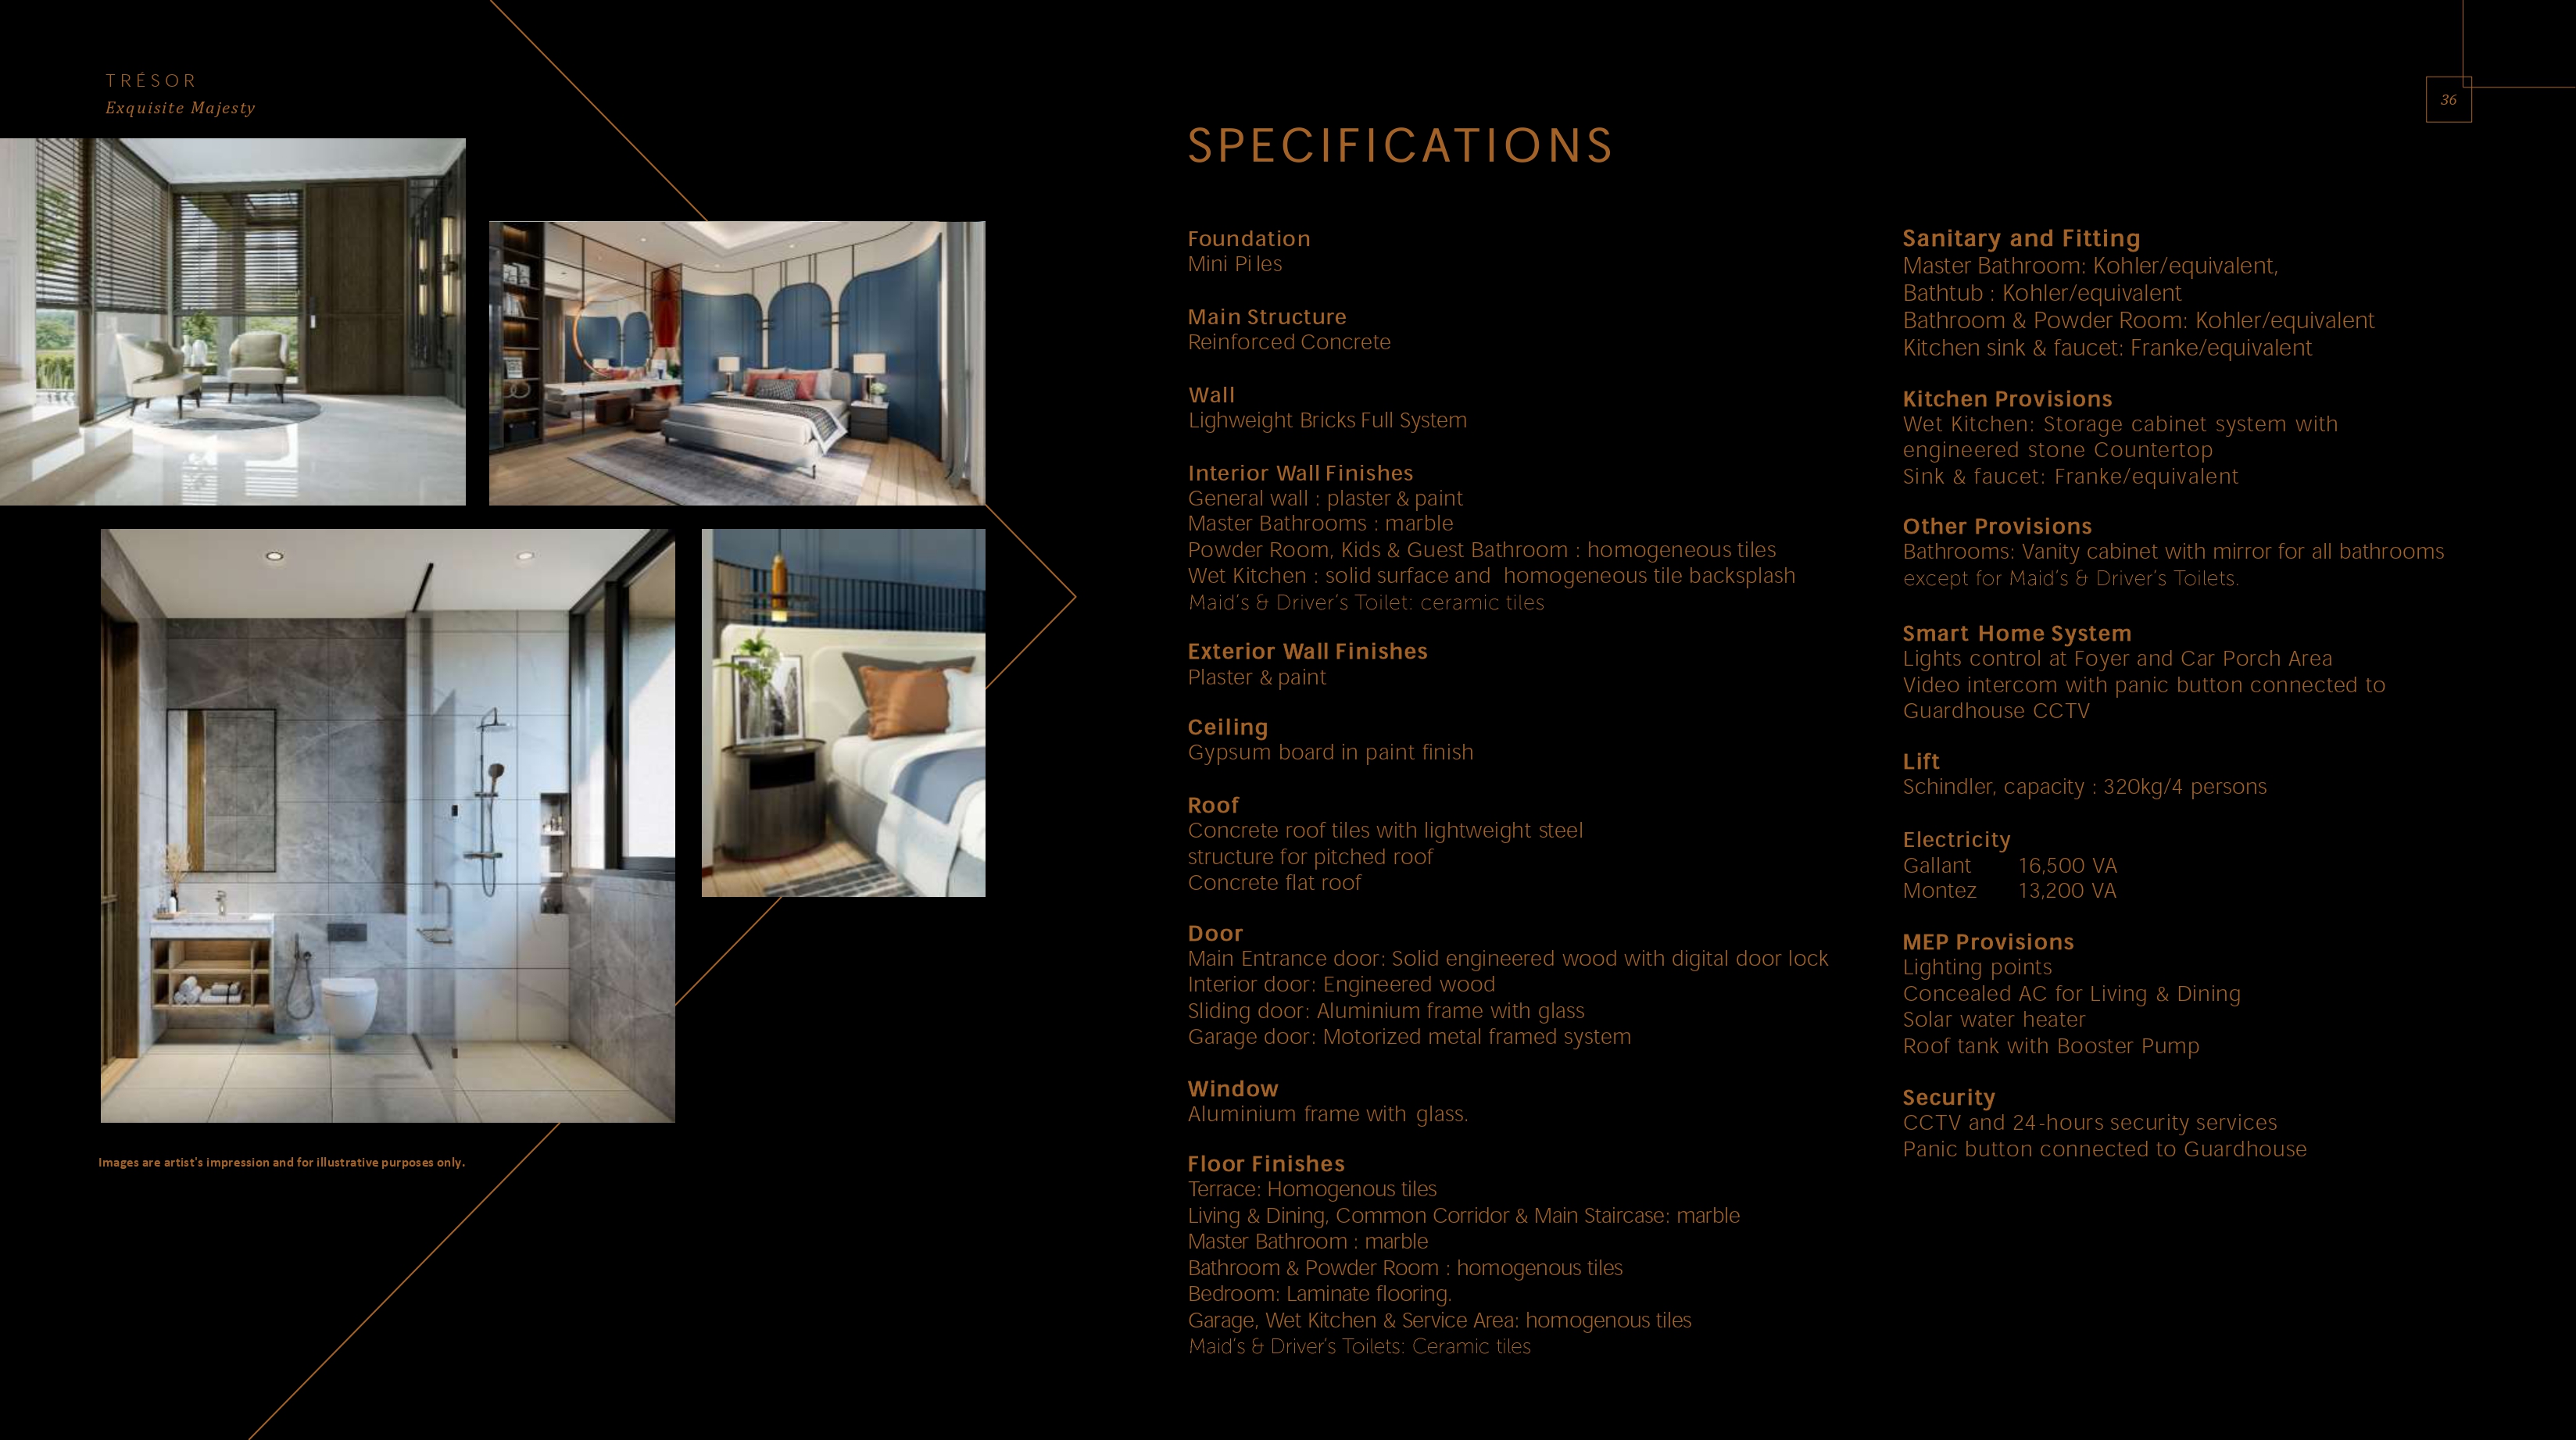 TRÉSOR
Exquisite Majesty
36
SPECIFICATIONS
Foundation
Mini Piles
Main Structure
Reinforced Concrete
Wall
Lighweight Bricks Full System
Interior Wall Finishes
General wall : plaster & paint
Master Bathrooms : marble
Powder Room, Kids & Guest Bathroom : homogeneous tiles
Wet Kitchen : solid surface and homogeneous tile backsplash
Maid's & Driver's Toilet: ceramic tiles
Exterior Wall Finishes
Plaster & paint
Ceiling
Gypsum board in paint finish
Roof
Concrete roof tiles with lightweight steel
structure for pitched roof
Concrete flat roof
Door
Main Entrance door: Solid engineered wood with digital door lock
Interior door: Engineered wood
Sliding door: Aluminium frame with glass
Garage door: Motorized metal framed system
Window
Aluminium frame with glass.
Floor Finishes
Terrace: Homogenous tiles
Living & Dining, Common Corridor & Main Staircase: marble
Master Bathroom : marble
Bathroom & Powder Room : homogenous tiles
Bedroom: Laminate flooring.
Garage, Wet Kitchen & Service Area: homogenous tiles
Maid's & Driver's Toilets: Ceramic tiles
Sanitary and Fitting
Master Bathroom: Kohler/equivalent,
Bathtub : Kohler/equivalent
Bathroom & Powder Room: Kohler/equivalent
Kitchen sink & faucet: Franke/equivalent
Kitchen Provisions
Wet Kitchen: Storage cabinet system with
engineered stone Countertop
Sink & faucet: Franke/equivalent
Other Provisions
Bathrooms: Vanity cabinet with mirror for all bathrooms
except for Maid's & Driver's Toilets.
Smart Home System
Lights control at Foyer and Car Porch Area
Video intercom with panic button connected to
Guardhouse CCTV
Lift
Schindler, capacity : 320kg/4 persons
Electricity
Gallant 16,500 VA
Montez 13,200 VA
MEP Provisions
Lighting points
Concealed AC for Living & Dining
Solar water heater
Roof tank with Booster Pump
Security
CCTV and 24-hours security services
Panic button connected to Guardhouse
Images are artist's impression and for illustrative purposes only.